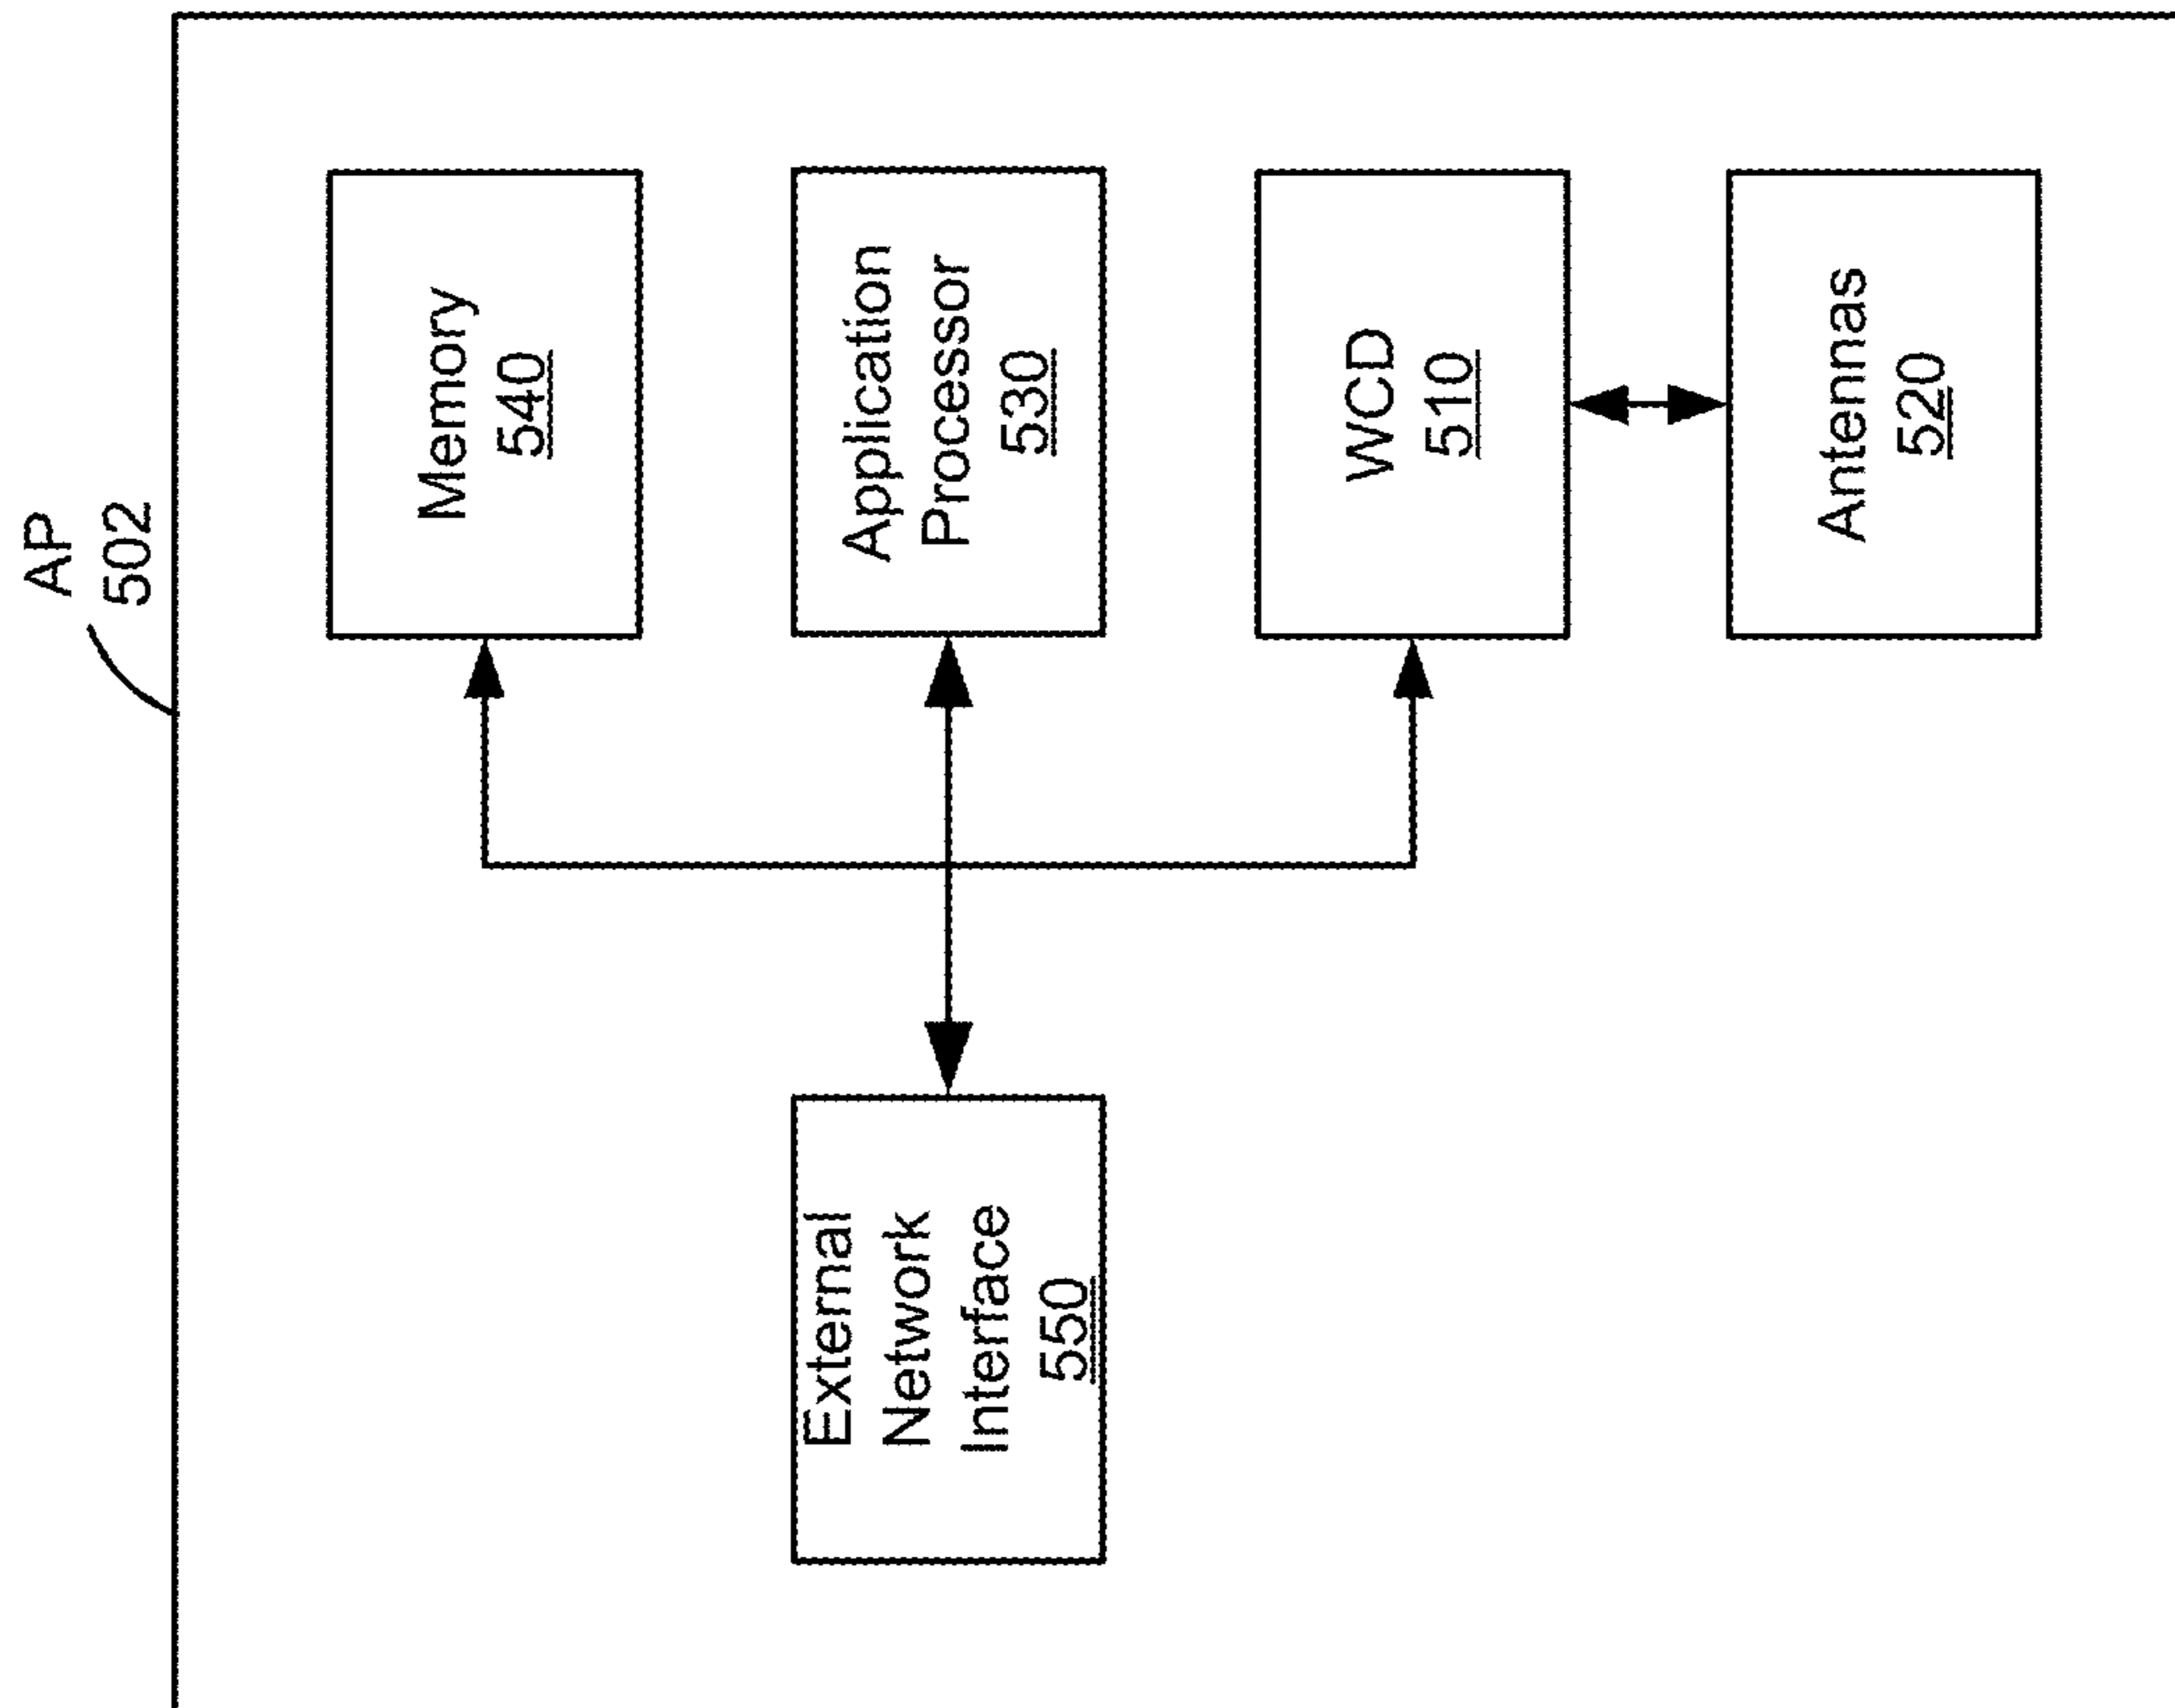 AP
502
Memory
540
Application
Processor
530
WCD
510
Antennas
520
External
Network
Interface
550